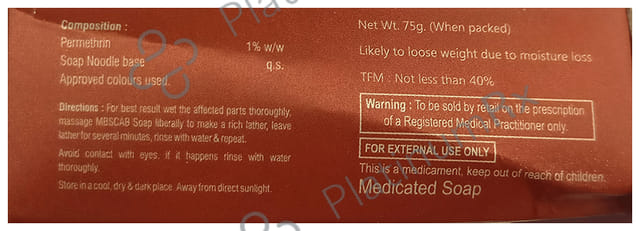 Composition :
Permethrin 1% w/w
Soap Noodle base q.s.
Approved colours used.
Directions : For best result wet the affected parts thoroughly,
massage MBSCAB Soap liberally to make a rich lather, leave
lather for several minutes, rinse with water & repeat.
Avoid contact with eyes, if it happens rinse with water
thoroughly.
Store in a cool, dry & dark place. Away from direct sunlight.
Net Wt. 75g. (When packed)
Likely to loose weight due to moisture loss
TFM : Not less than 40%
Warning : To be sold by retail on the prescription
of a Registered Medical Practitioner only.
FOR EXTERNAL USE ONLY
This is a medicament, keep out of reach of children.
Medicated Soap